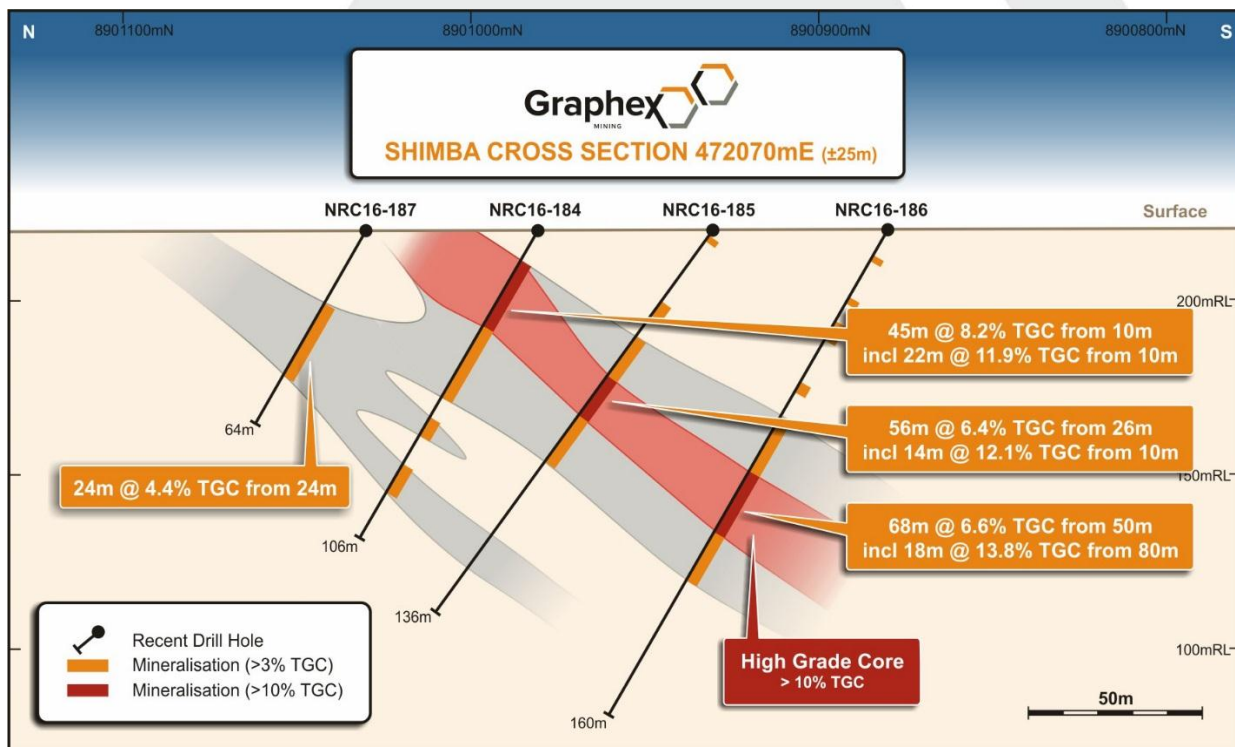 N
8901100mN
8901000mN
8900900mN
8900800mN
S
Graphex
MINING
SHIMBA CROSS SECTION 472070mE (±25m)
NRC16-187
NRC16-184
NRC16-185
NRC16-186
Surface
200mRL
45m @ 8.2% TGC from 10m
incl 22m @ 11.9% TGC from 10m
56m @ 6.4% TGC from 26m
incl 14m @ 12.1% TGC from 10m
64m
150mRL
24m @ 4.4% TGC from 24m
68m @ 6.6% TGC from 50m
incl 18m @ 13.8% TGC from 80m
106m
136m
160m
High Grade Core
> 10% TGC
100mRL
Recent Drill Hole
Mineralisation (>3% TGC)
Mineralisation (>10% TGC)
50m